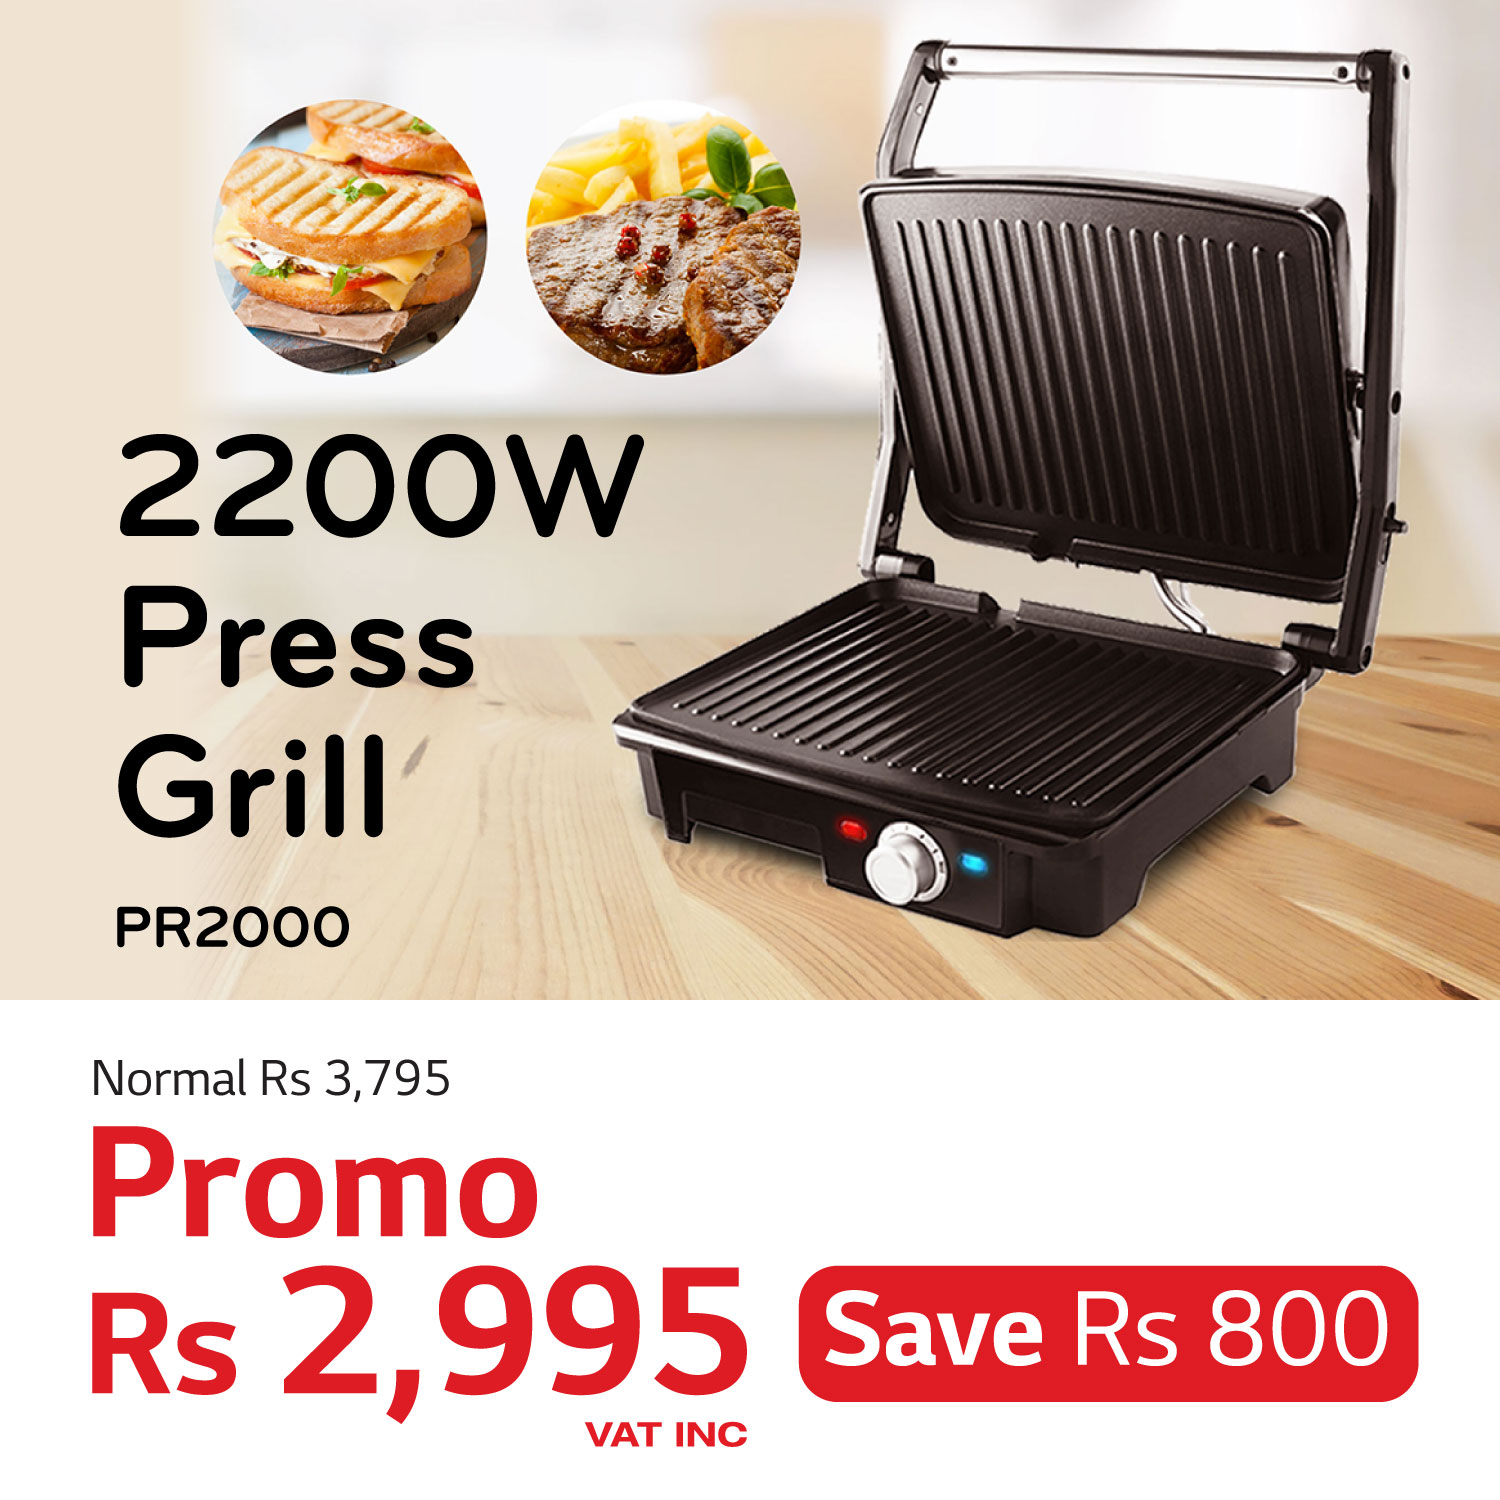 2200W
Press
Grill
PR2000
Normal Rs 3,795
Promo
Rs 2,995
Save Rs 800
VAT INC